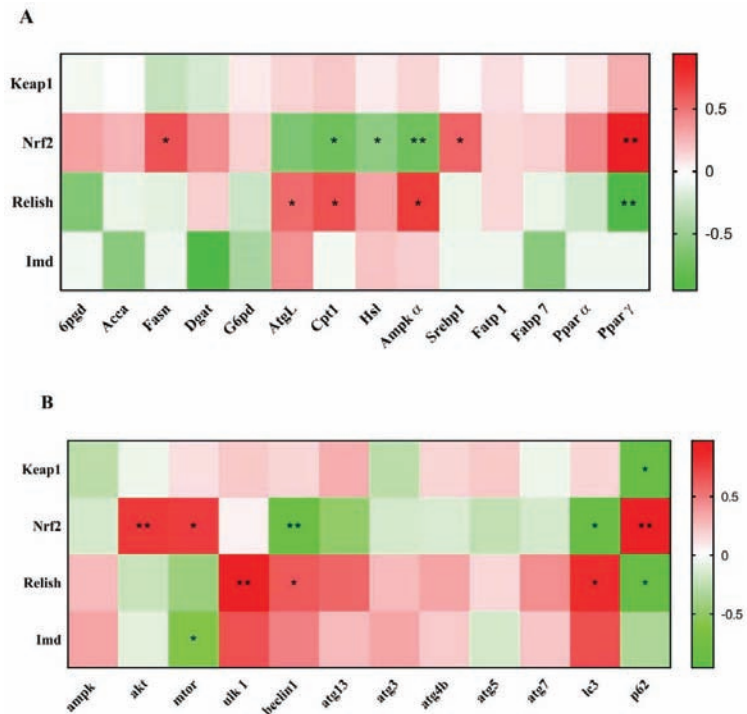 A
Keap1
Nrf2 * * * ** * **
Relish * * ** **
Imd
0.5
0
-0.5
6pgd Acca Fasn Dgat G6pd AtgL Cpt1 Hsl Ampk α Srebp1 Fatp 1 Fabp 7 Ppar α Ppar γ
B
Keap1 *
Nrf2 ** * ** * **
Relish ** * * *
Imd *
0.5
0
-0.5
ampk akt mtor ulk 1 beclin1 atg13 atg3 atg4b atg5 atg7 lc3 p62